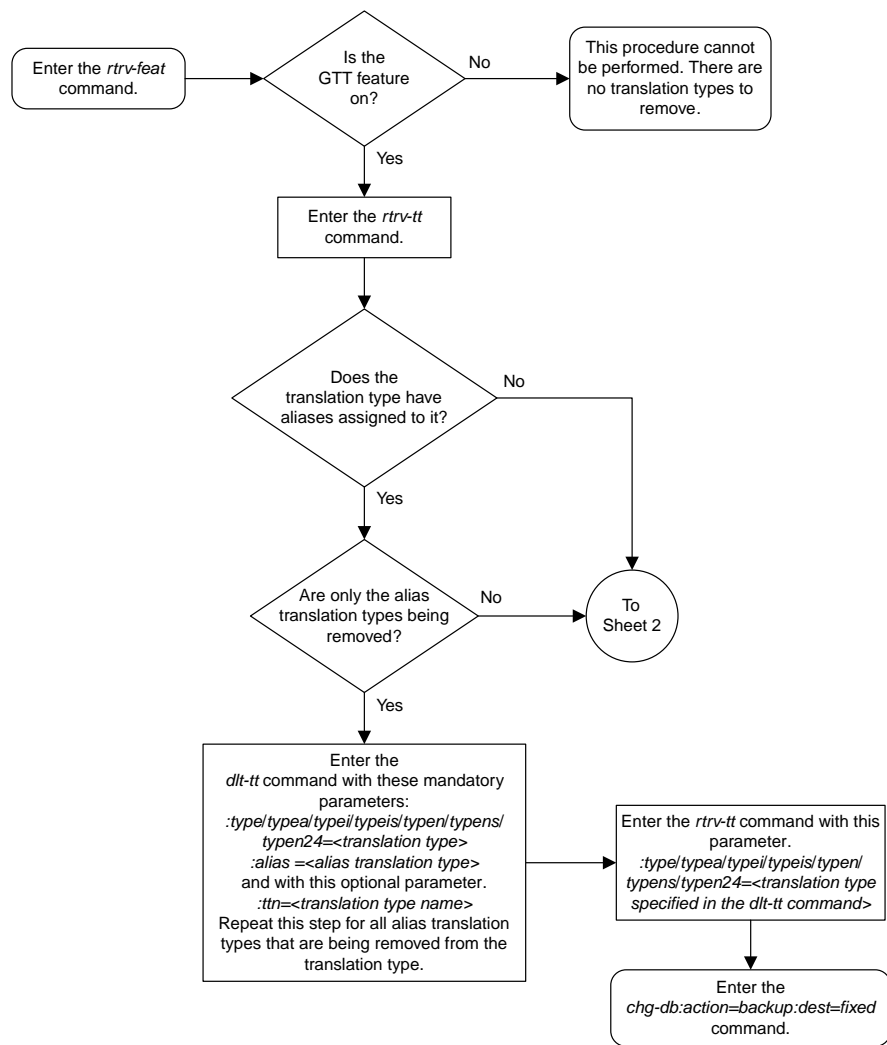 Enter the rtrv-feat
command.
Is the
GTT feature
on?
No
This procedure cannot
be performed. There are
no translation types to
remove.
Yes
Enter the rtrv-tt
command.
Does the
translation type have
aliases assigned to it?
No
Yes
Are only the alias
translation types being
removed?
No
To
Sheet 2
Yes
Enter the
dlt-tt command with these mandatory
parameters:
:type/typea/typei/typeis/typen/typens/
typen24=<translation type>
:alias =<alias translation type>
and with this optional parameter.
:ttn=<translation type name>
Repeat this step for all alias translation
types that are being removed from the
translation type.
Enter the rtrv-tt command with this
parameter.
:type/typea/typei/typeis/typen/
typens/typen24=<translation type
specified in the dlt-tt command>
Enter the
chg-db:action=backup:dest=fixed
command.